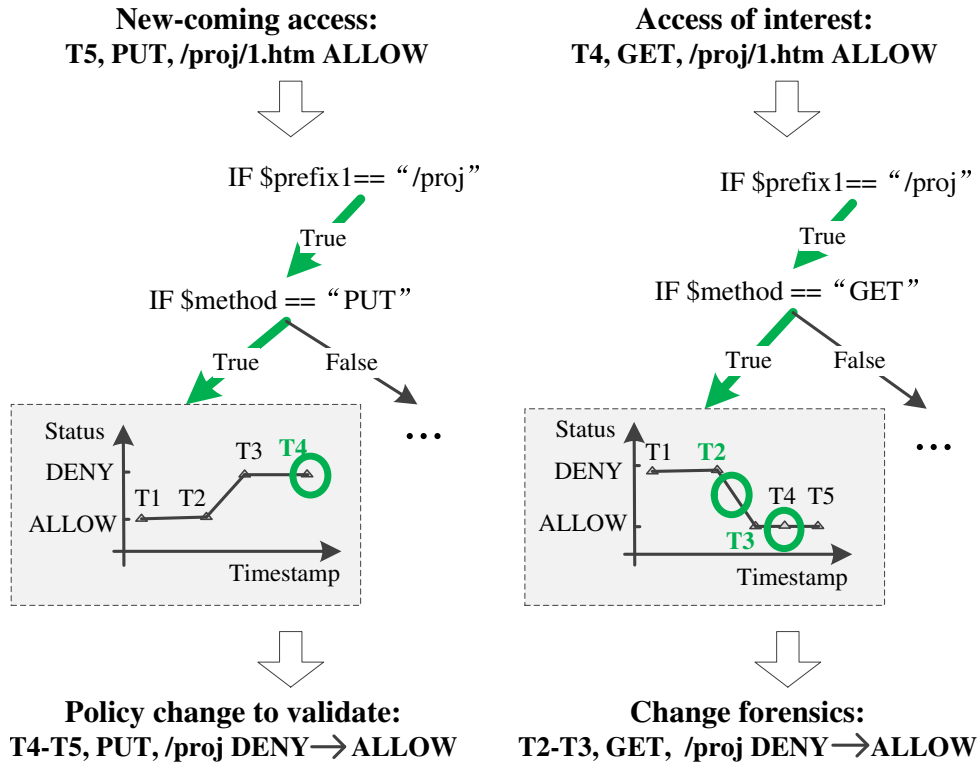 New-coming access:
T5, PUT, /proj/1.htm ALLOW
IF $prefix1== “/proj”
True
IF $method == “PUT”
True
False
...
Status
DENY
ALLOW
T1
T2
T3
T4
Timestamp
Policy change to validate:
T4-T5, PUT, /proj DENY→ALLOW
Access of interest:
T4, GET, /proj/1.htm ALLOW
IF $prefix1== “/proj”
True
IF $method == “GET”
True
False
...
Status
DENY
ALLOW
T1
T2
T3
T4
T5
Timestamp
Change forensics:
T2-T3, GET, /proj DENY→ALLOW